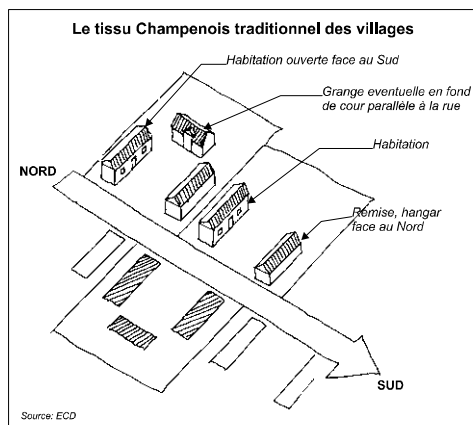 Le tissu Champenois traditionnel des villages
Habitation ouverte face au Sud
Grange eventuelle en fond
de cour parallèle à la rue
Habitation
NORD
Remise, hangar
face au Nord
SUD
Source: ECD